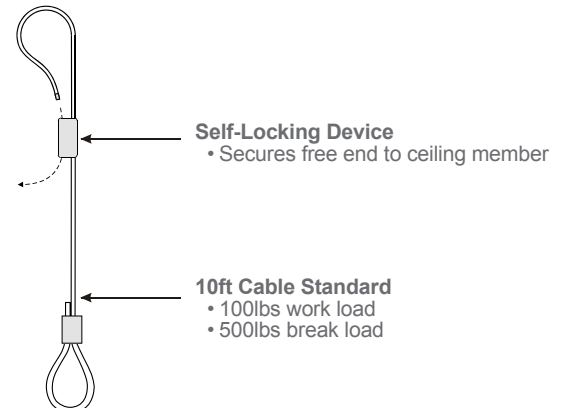 Self-Locking Device
• Secures free end to ceiling member
10ft Cable Standard
• 100lbs work load
• 500lbs break load